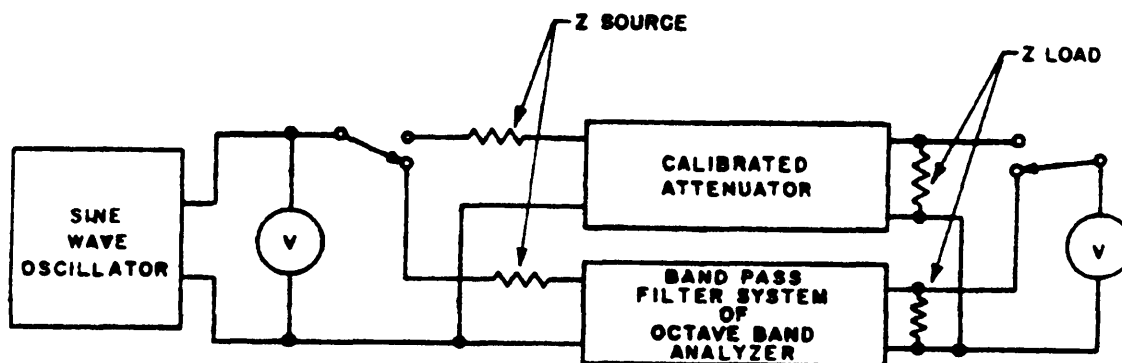 Z SOURCE
Z LOAD
SINE
WAVE
OSCILLATOR
V
CALIBRATED
ATTENUATOR
V
BAND PASS
FILTER SYSTEM
OF
OCTAVE BAND
ANALYZER